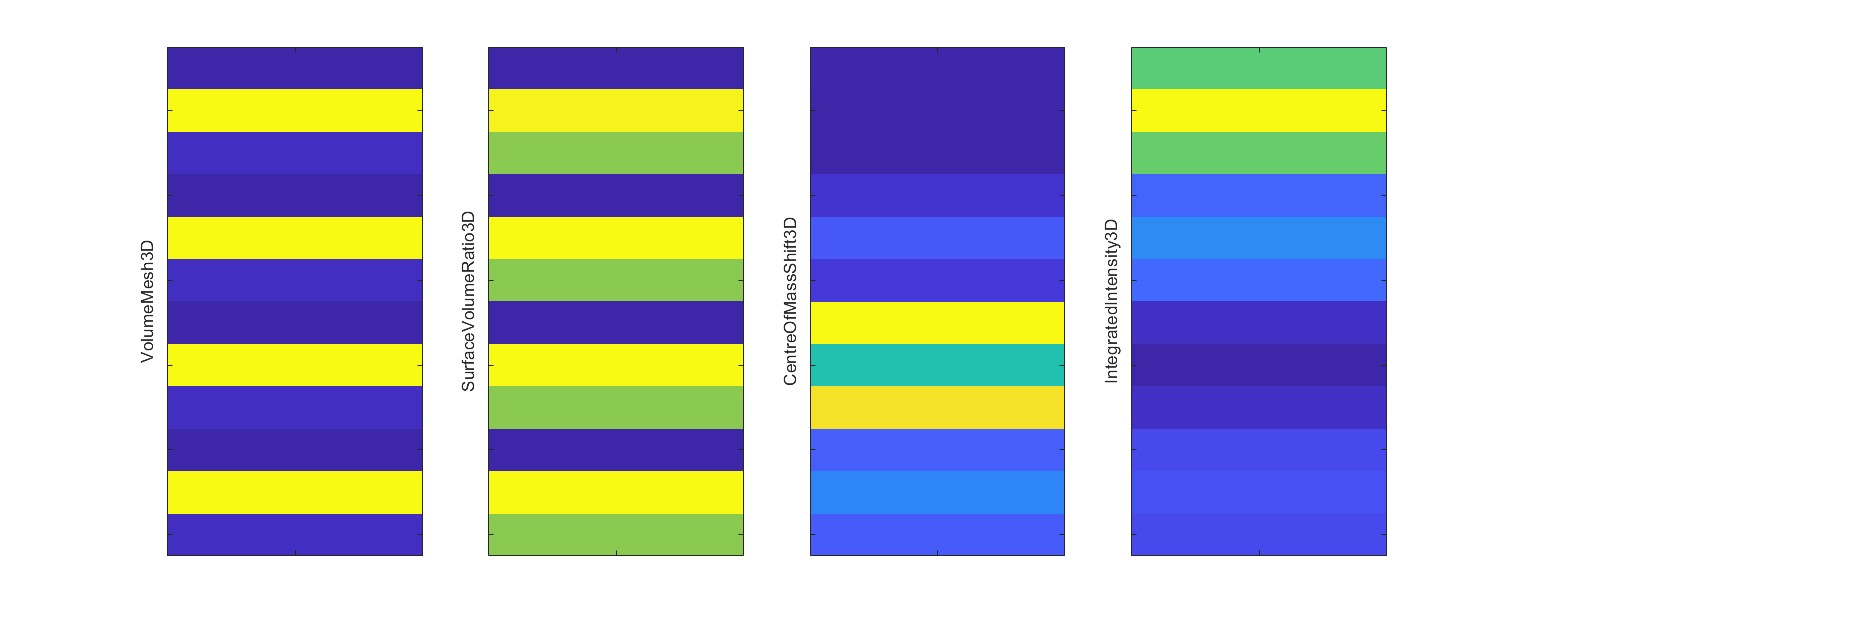 VolumeMesh3D
SurfaceVolumeRatio3D
CentreOfMassShift3D
IntegratedIntensity3D